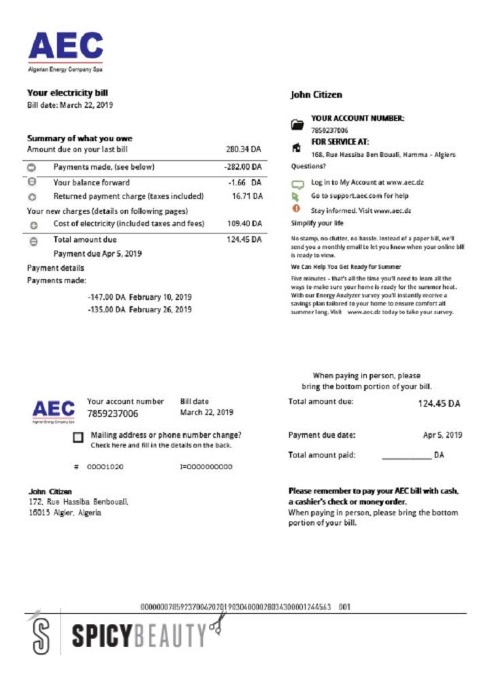 AEC
Algerian Energy Company Spa
Your electricity bill
Bill date: March 22, 2019
Summary of what you owe
Amount due on your last bill 280.34 DA
Payments made, (see below) -282.00 DA
Your balance forward -1.66 DA
Returned payment charge (taxes included) 16.71 DA
Your new charges (details on following pages)
Cost of electricity (included taxes and fees) 109.40 DA
Total amount due 124.45 DA
Payment due Apr 5, 2019
Payment details
Payments made:
-147.00 DA February 10, 2019
-135.00 DA February 26, 2019
John Citizen
YOUR ACCOUNT NUMBER:
7859237006
FOR SERVICE AT:
168, Rue Hassiba Ben Bouali, Hamma - Algiers
Questions?
Log in to My Account at www.aec.dz
Go to support.aec.com for help
Stay informed. Visit www.aec.dz
Simplify your life
No stamp, no clutter, no hassle. Instead of a paper bill, we'll
send you a monthly email to let you know when your online bill
is ready to view.
We Can Help You Get Ready for Summer
Five minutes - that's all the time you'll need to learn all the
ways to make sure your home is ready for the summer heat.
With our Energy Analyzer survey you'll instantly receive a
savings plan tailored to your home to ensure comfort all
summer long. Visit www.aec.dz today to take your survey.
When paying in person, please
bring the bottom portion of your bill.
AEC
Algerian Energy Company Spa
Your account number Bill date
7859237006 March 22, 2019
Mailing address or phone number change?
Check here and fill in the details on the back.
# 00001020 I=0000000000
Total amount due: 124.45 DA
Payment due date: Apr 5, 2019
Total amount paid: DA
John Citizen
172, Rue Hassiba Benbouali,
16015 Algier, Algeria
Please remember to pay your AEC bill with cash,
a cashier's check or money order.
When paying in person, please bring the bottom
portion of your bill.
001
S SPICYBEAUTY